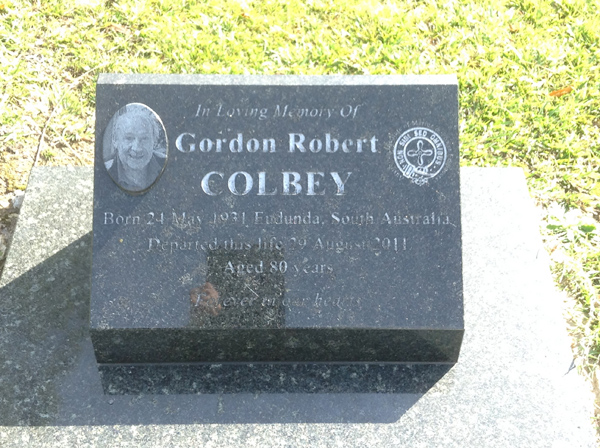 In Loving Memory Of
Gordon Robert
COLBEY
Born 24 May 1931 Eudunda, South Australia
Departed this life 29 August 2011
Aged 80 years
Forever in our hearts